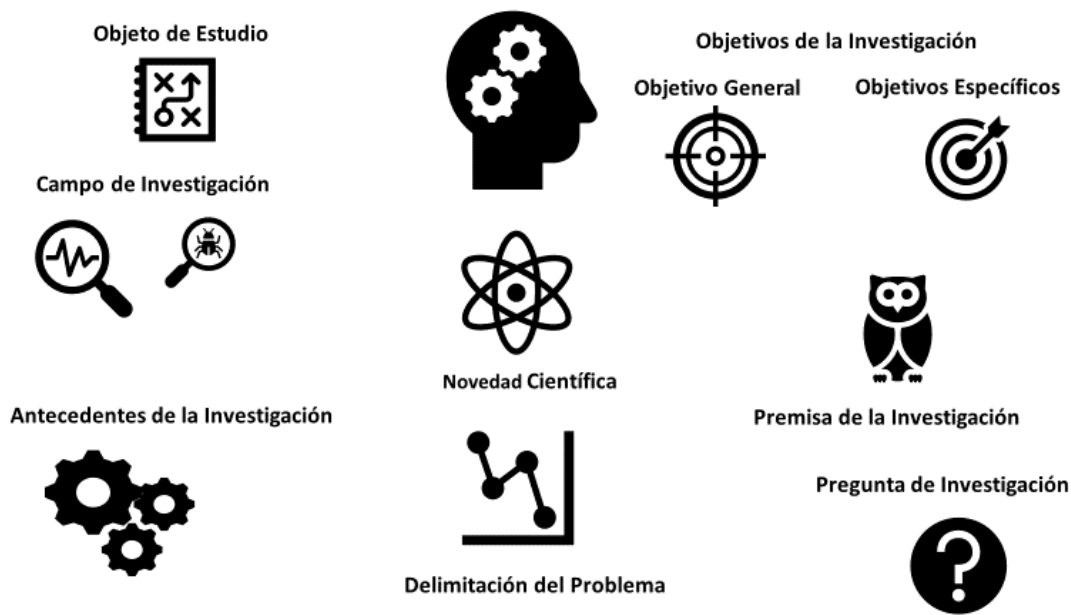 Objeto de Estudio
Objetivos de la Investigación
Objetivo General
Objetivos Específicos
Campo de Investigación
Novedad Científica
Antecedentes de la Investigación
Premisa de la Investigación
Pregunta de Investigación
Delimitación del Problema